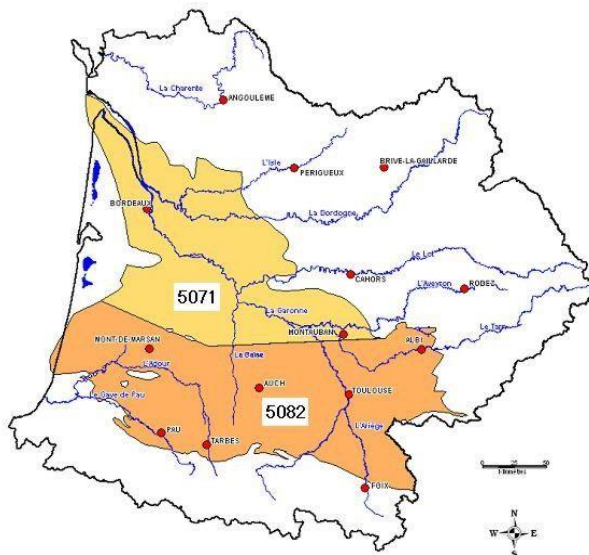 La Charente
ANGOULEME
L'Isle
PERIGUEUX
BRIVE-LA-GAILLARDE
BORDEAUX
La Dordogne
Le Lot
CAHORS
L'Aveyron
RODEZ
5071
La Garonne
MONTAUBAN
Le Tarn
MONT-DE-MARSAN
ALBI
La Baïse
L'Adour
AUCH
TOULOUSE
Le Gave de Pau
5082
PAU
L'Ariège
TARBES
FOIX
Kilomètres
N
W E
S